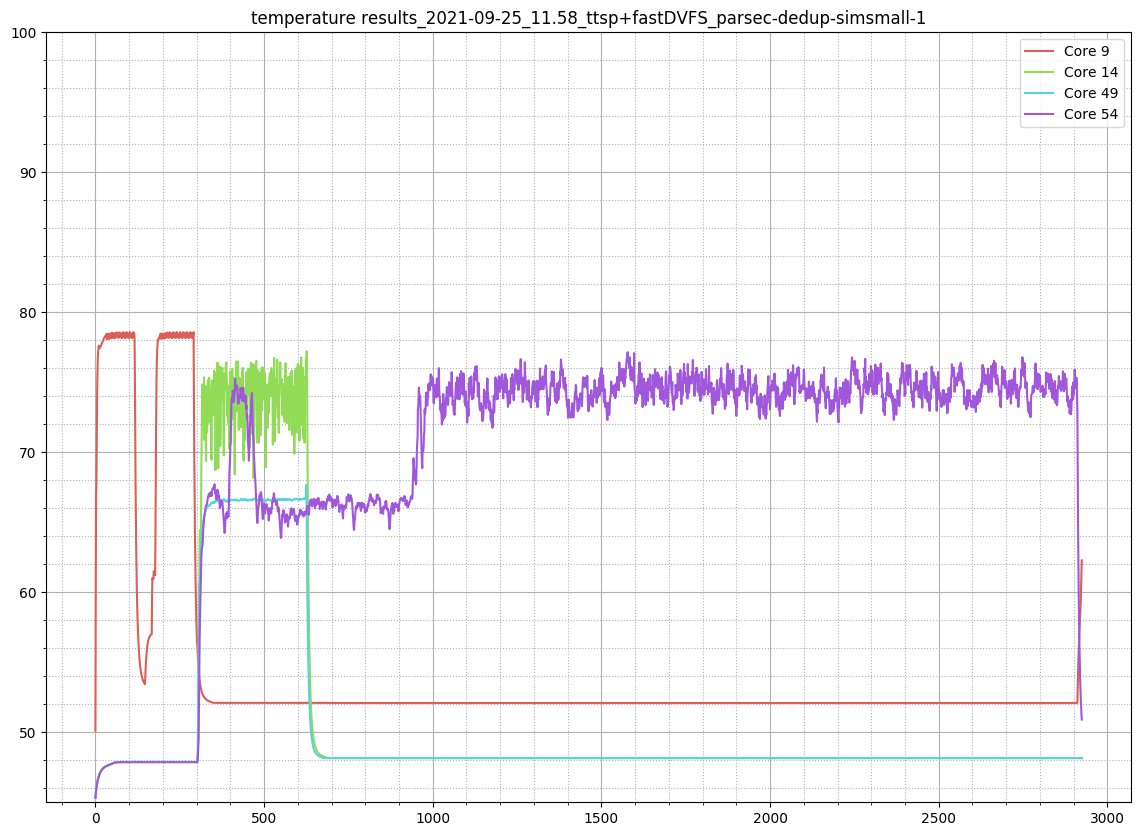 temperature results_2021-09-25_11.58_ttsp+fastDVFS_parsec-dedup-simsmall-1
Core 9
Core 14
Core 49
Core 54
100
90
80
70
60
50
0 500 1000 1500 2000 2500 3000